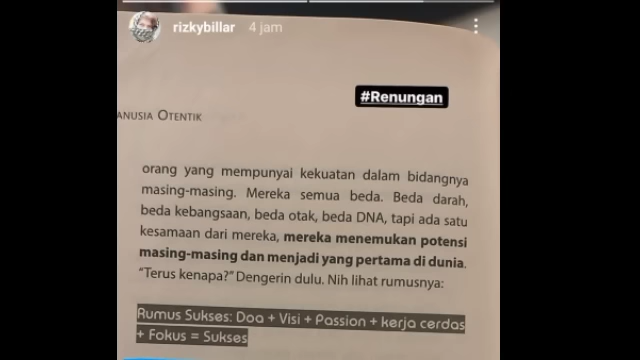 rizkybillar 4 jam
#Renungan
ANUSIA OTENTIK
orang yang mempunyai kekuatan dalam bidangnya
masing-masing. Mereka semua beda. Beda darah,
beda kebangsaan, beda otak, beda DNA, tapi ada satu
kesamaan dari mereka, mereka menemukan potensi
masing-masing dan menjadi yang pertama di dunia.
“Terus kenapa?” Dengerin dulu. Nih lihat rumusnya:
Rumus Sukses: Doa + Visi + Passion + kerja cerdas
+ Fokus = Sukses